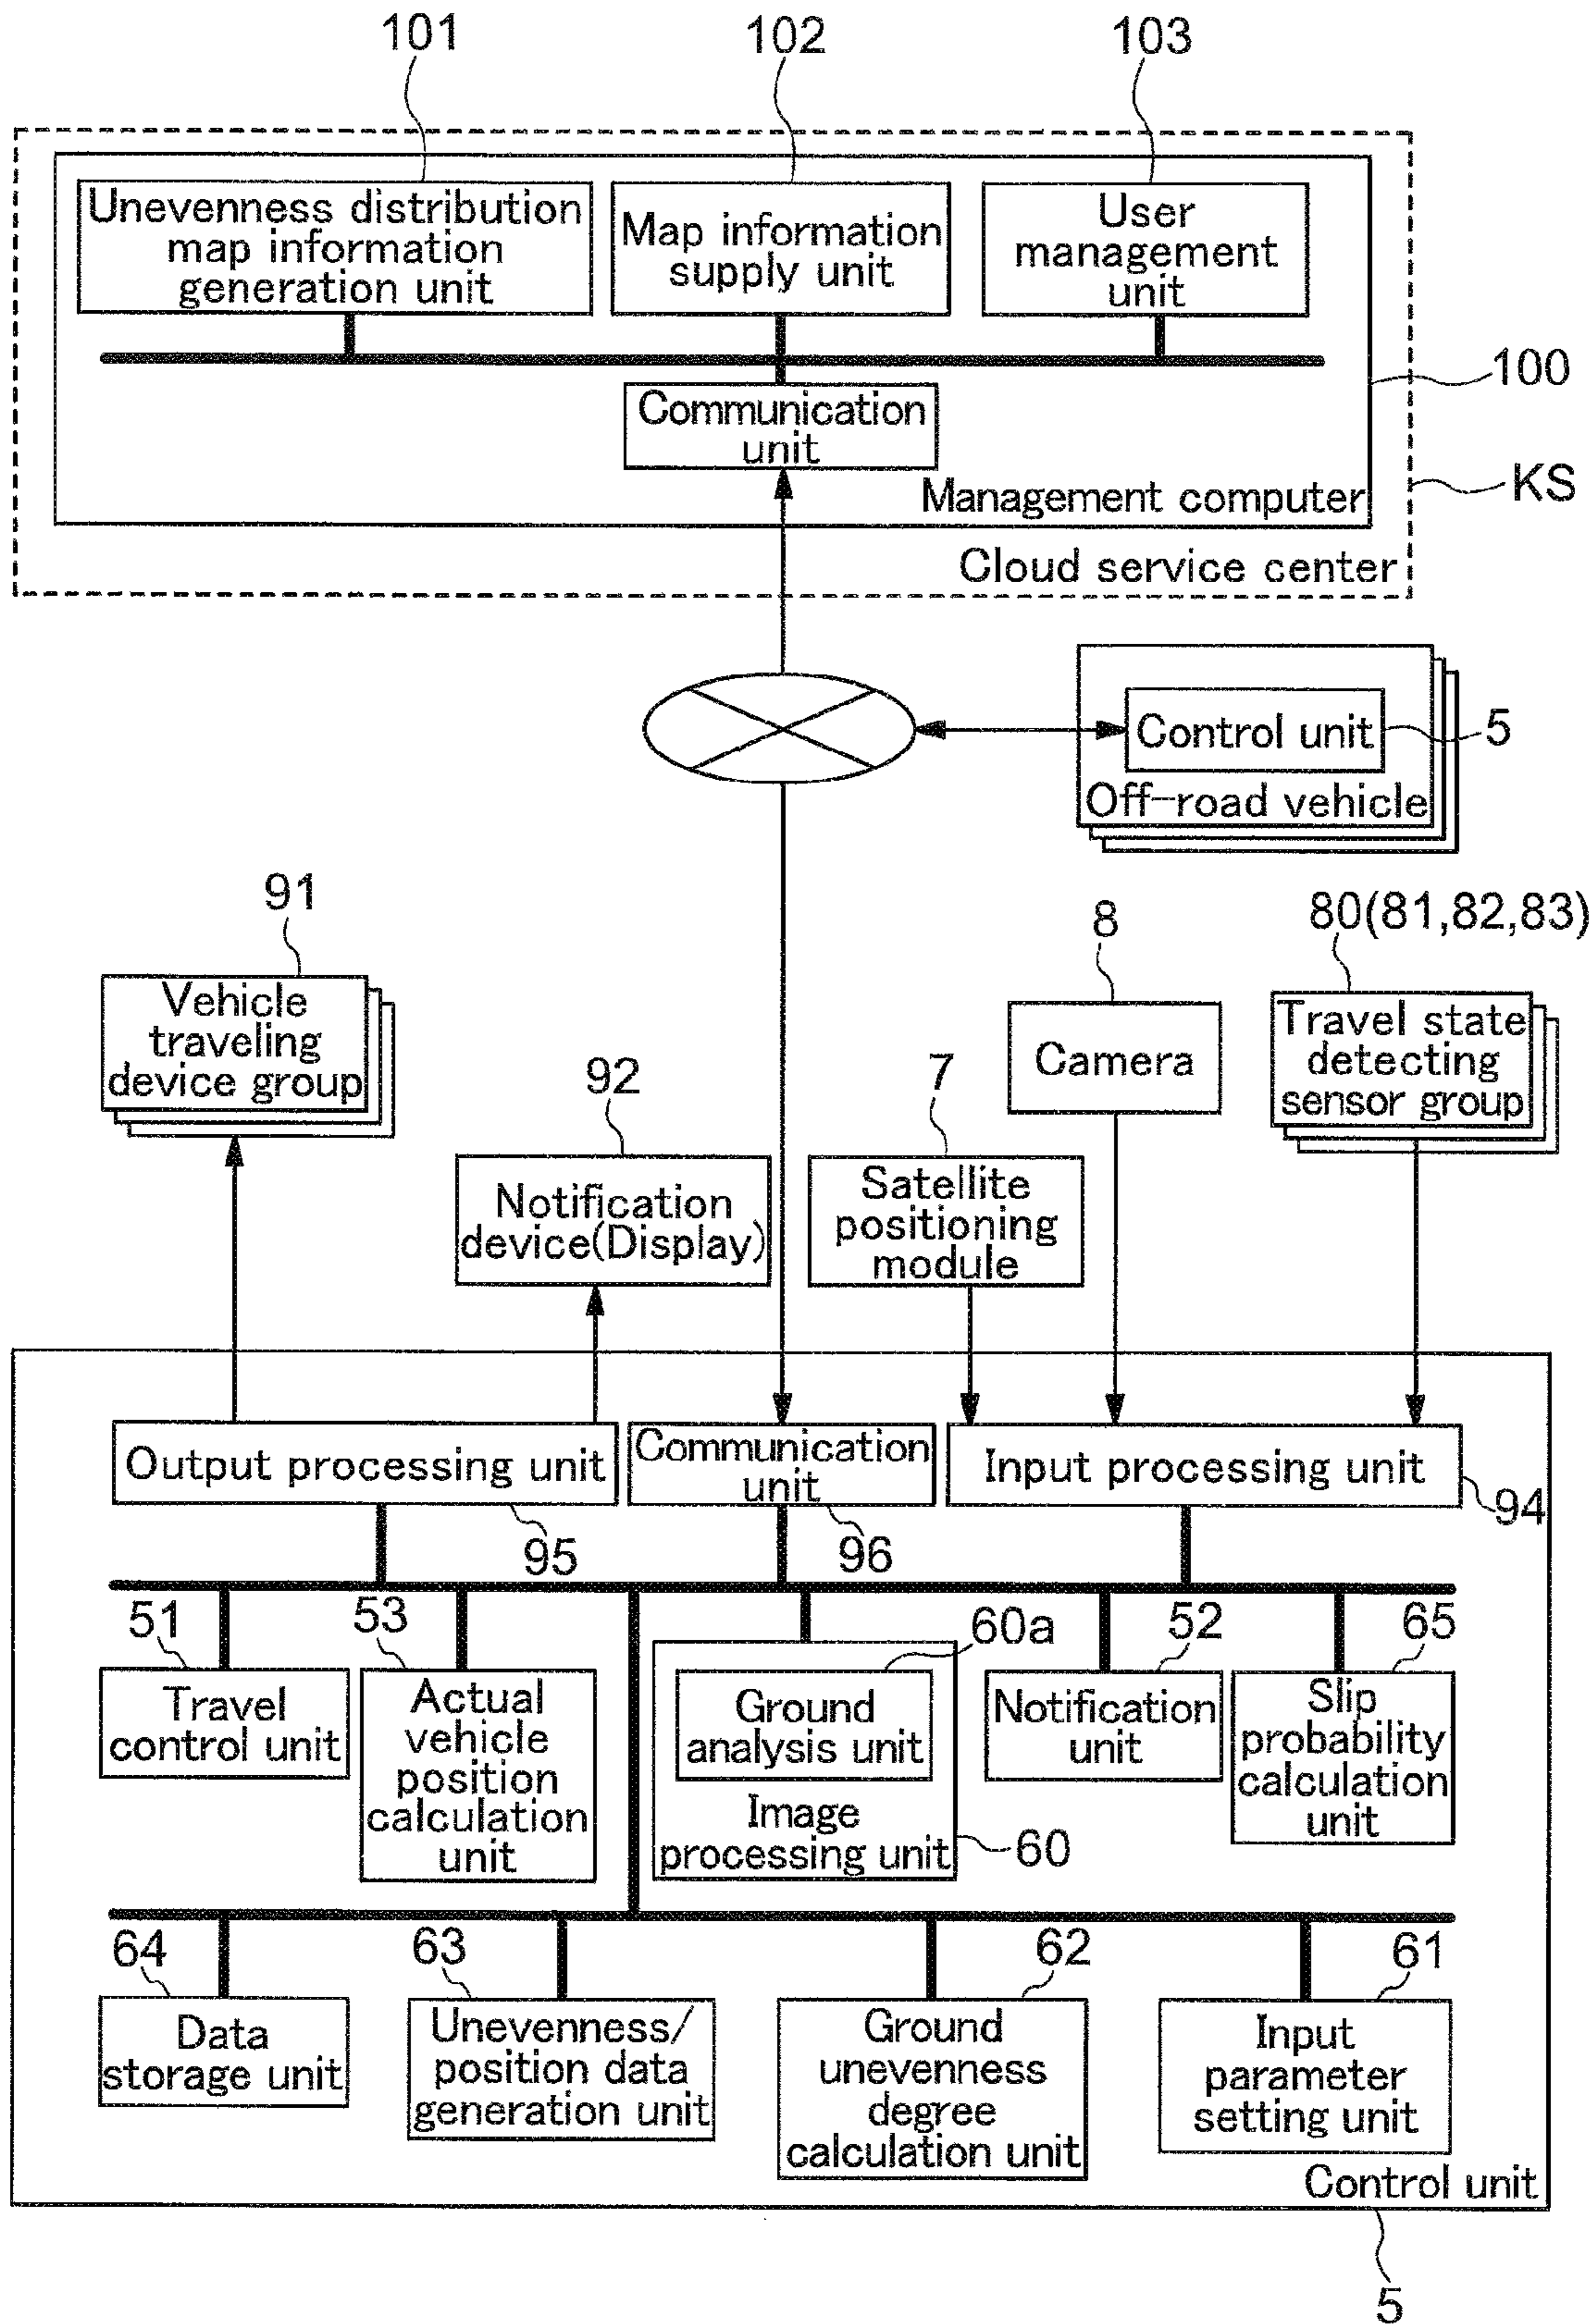 101
102
103
Unevenness distribution
map information
generation unit
Map information
supply unit
User
management
unit
100
Communication
unit
Management computer
KS
Cloud service center
Control unit
5
Off-road vehicle
91
8
80(81,82,83)
Vehicle
traveling
device group
92
7
Camera
Travel state
detecting
sensor group
Notification
device(Display)
Satellite
positioning
module
Output processing unit
Communication
unit
Input processing unit
94
95
96
51
53
60a
52
65
Travel
control unit
Actual
vehicle
position
calculation
unit
Ground
analysis unit
Image
processing unit
60
Notification
unit
Slip
probability
calculation
unit
64
63
62
61
Data
storage unit
Unevenness/
position data
generation unit
Ground
unevenness
degree
calculation unit
Input
parameter
setting unit
Control unit
5